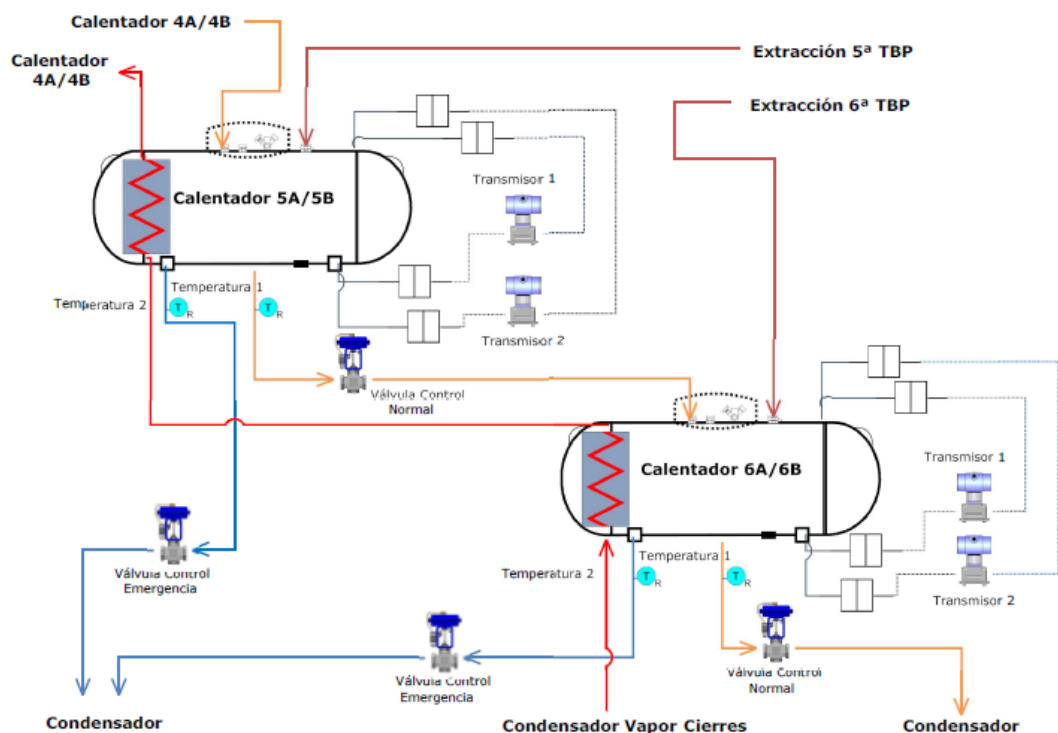 Calentador 4A/4B
Calentador
4A/4B
Extracción 5ª TBP
Extracción 6ª TBP
Transmisor 1
Calentador 5A/5B
Temperatura 1
Temperatura 2
T
R
T
R
Transmisor 2
Válvula Control
Normal
Calentador 6A/6B
Transmisor 1
Temperatura 1
Temperatura 2
T
R
T
R
Transmisor 2
Válvula Control
Emergencia
Válvula Control
Emergencia
Válvula Control
Normal
Condensador
Condensador Vapor Cierres
Condensador